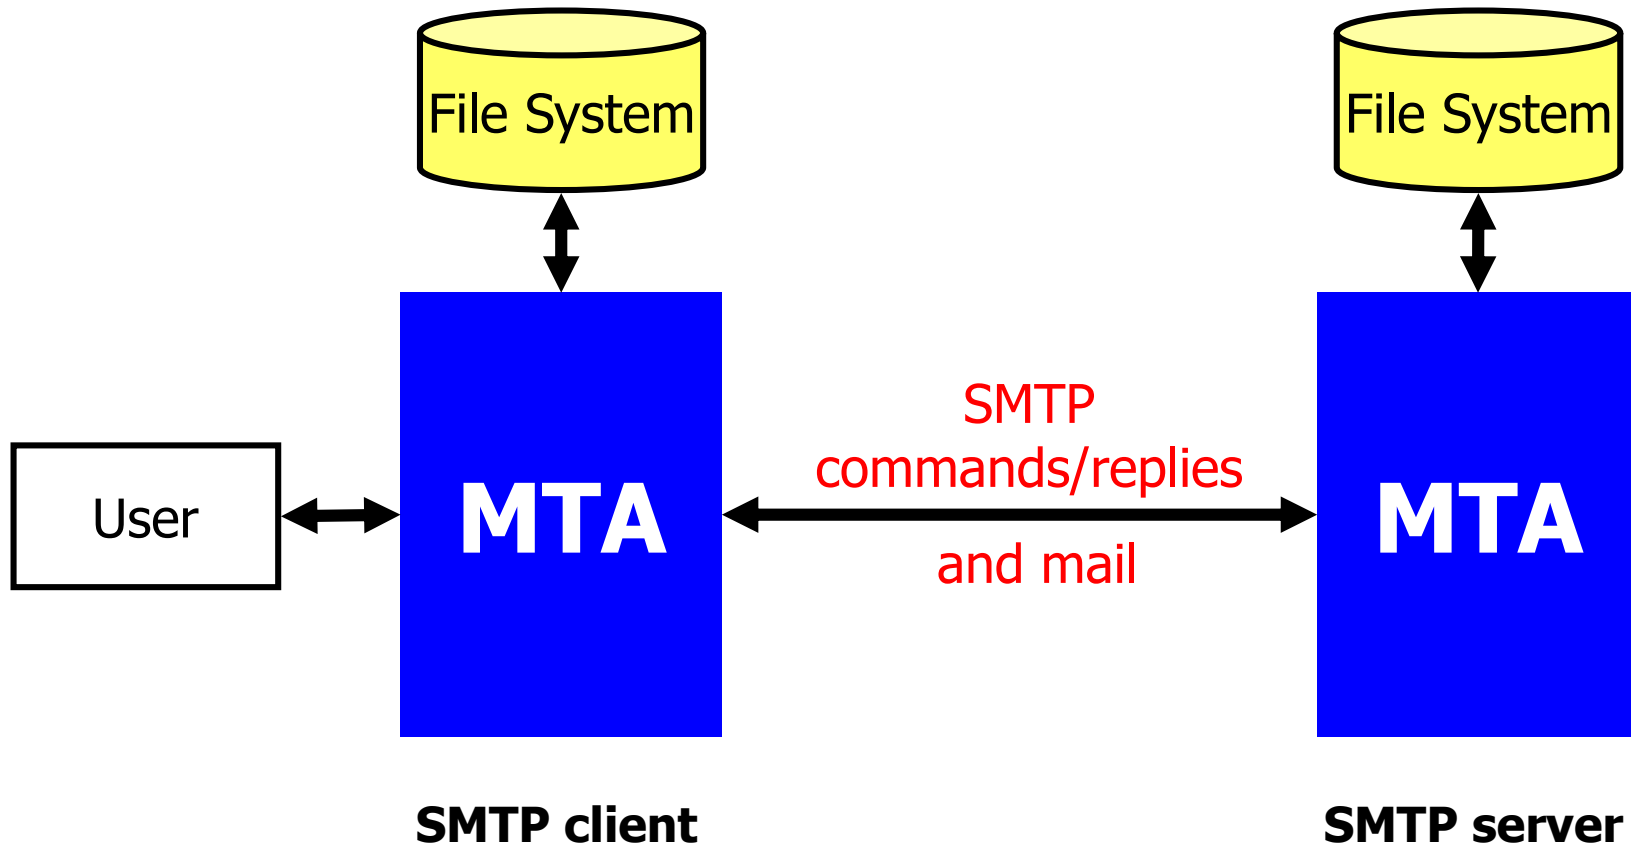 File System
File System
SMTP
commands/replies
User
MTA
MTA
and mail
SMTP client
SMTP server